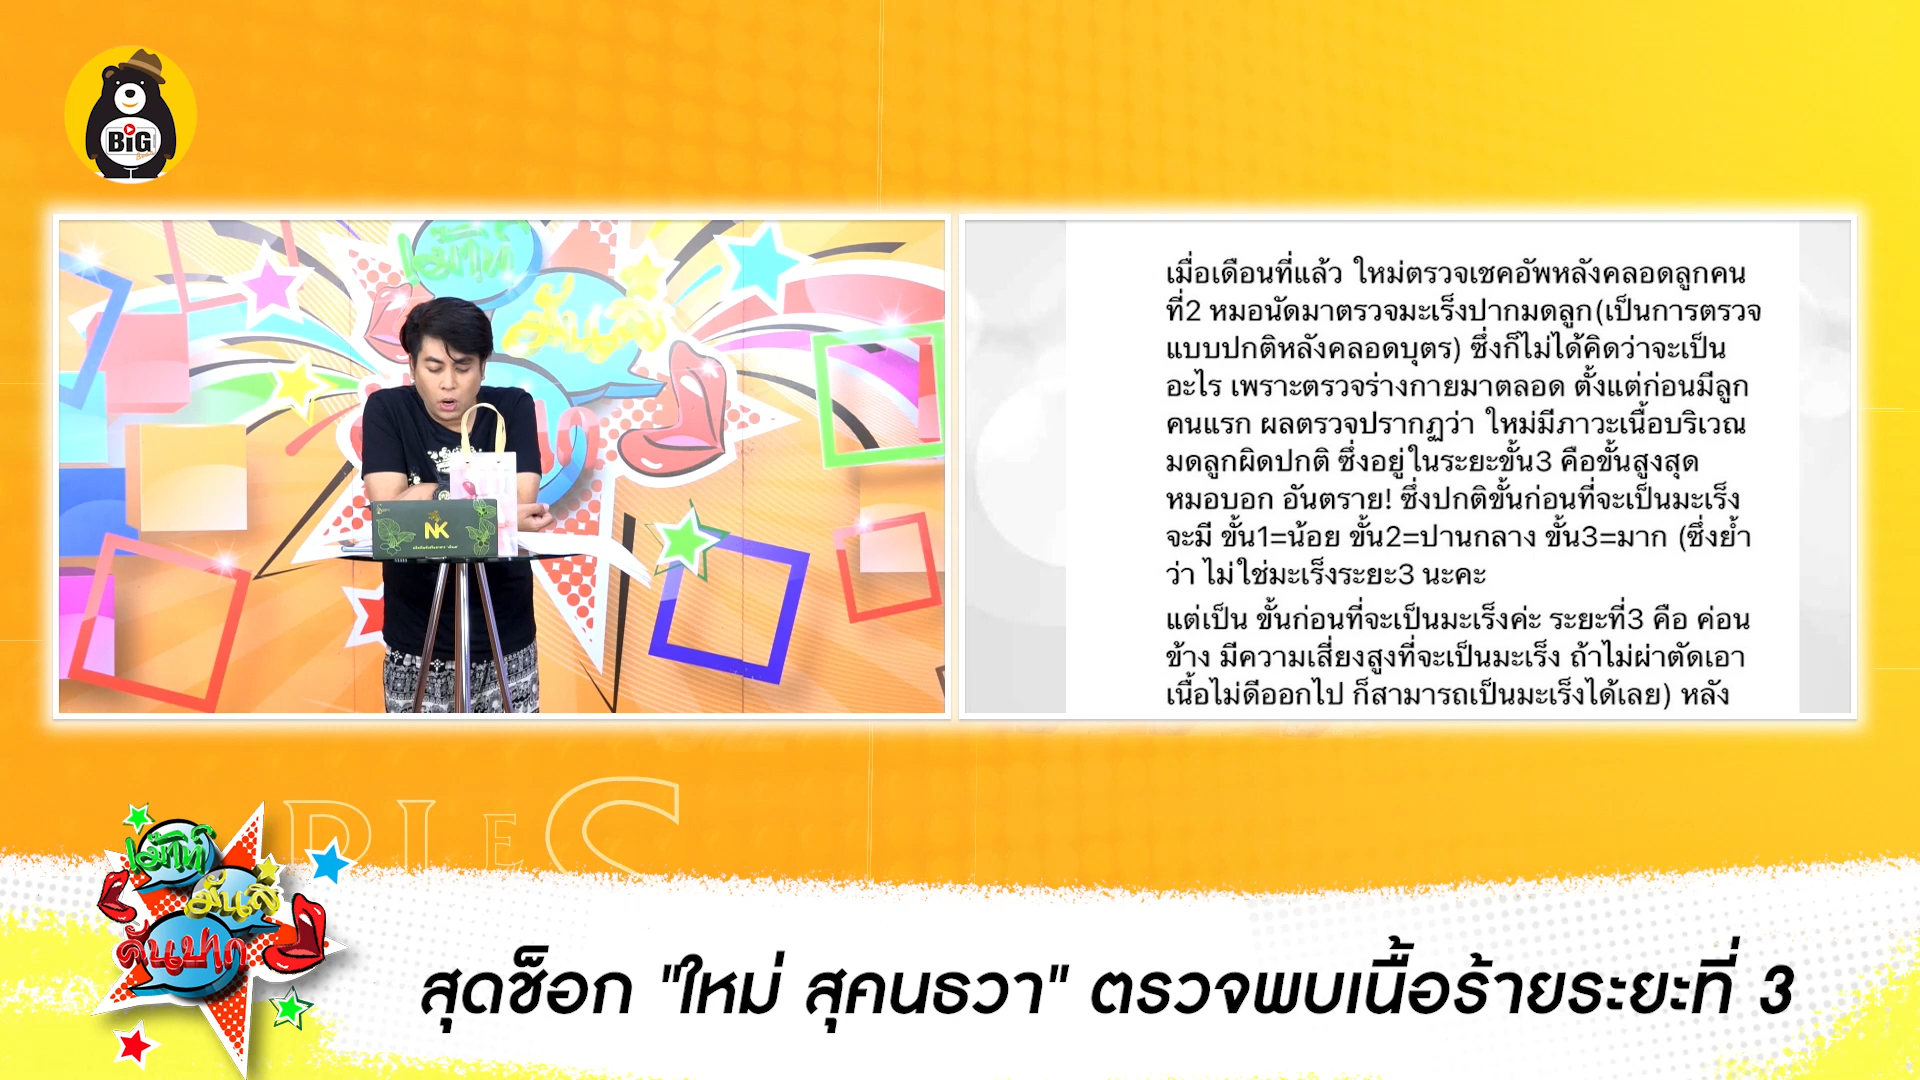 BiG
เม้าท์
มันส์
NK
เมื่อเดือนที่แล้ว ใหม่ตรวจเชคอัพหลังคลอดลูกคน
ที่2 หมอนัดมาตรวจมะเร็งปากมดลูก(เป็นการตรวจ
แบบปกติหลังคลอดบุตร) ซึ่งก็ไม่ได้คิดว่าจะเป็น
อะไร เพราะตรวจร่างกายมาตลอด ตั้งแต่ก่อนมีลูก
คนแรก ผลตรวจปรากฏว่า ใหม่มีภาวะเนื้อบริเวณ
มดลูกผิดปกติ ซึ่งอยู่ในระยะขั้น3 คือขั้นสูงสุด
หมอบอก อันตราย! ซึ่งปกติขั้นก่อนที่จะเป็นมะเร็ง
จะมี ขั้น1=น้อย ขั้น2=ปานกลาง ขั้น3=มาก (ซึ่งย้ำ
ว่า ไม่ใช่มะเร็งระยะ3 นะคะ
แต่เป็น ขั้นก่อนที่จะเป็นมะเร็งค่ะ ระยะที่3 คือ ค่อน
ข้าง มีความเสี่ยงสูงที่จะเป็นมะเร็ง ถ้าไม่ผ่าตัดเอา
เนื้อไม่ดีออกไป ก็สามารถเป็นมะเร็งได้เลย) หลัง
เม้าท์
มันส์
คันปาก
สุดช็อก "ใหม่ สุคนธวา" ตรวจพบเนื้อร้ายระยะที่ 3